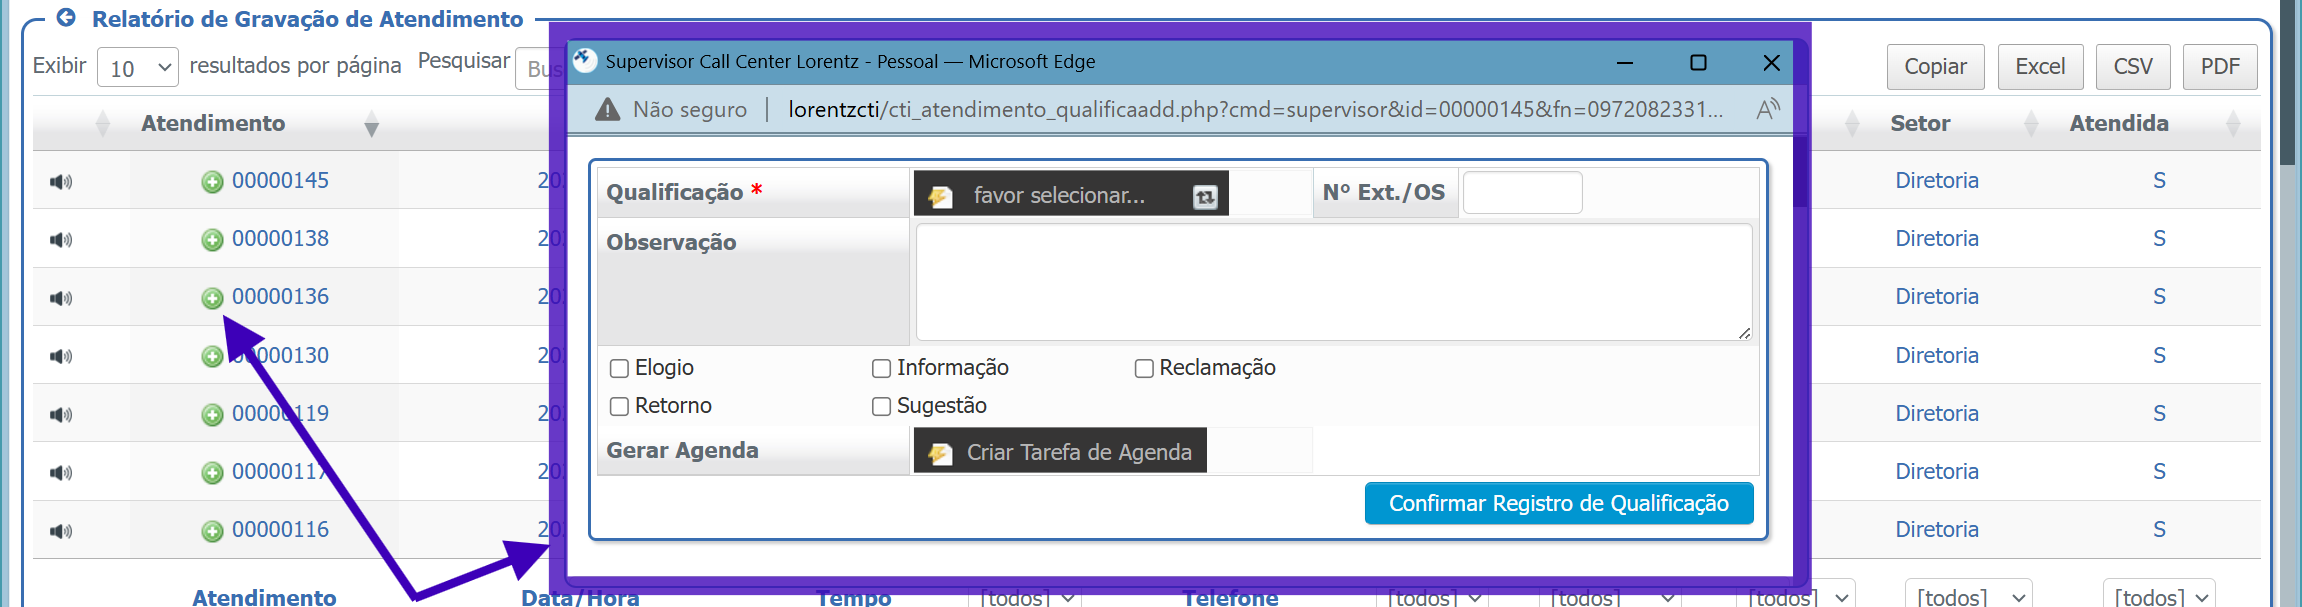 Relatório de Gravação de Atendimento
Exibir 10 resultados por página Pesquisar Bus
Copiar Excel CSV PDF
Supervisor Call Center Lorentz - Pessoal — Microsoft Edge
Não seguro lorentzcti/cti_atendimento_qualificaadd.php?cmd=supervisor&id=00000145&fn=0972082331...
Atendimento Setor Atendida
00000145 20 Diretoria S
00000138 20 Diretoria S
00000136 20 Diretoria S
00000130 20 Diretoria S
00000119 20 Diretoria S
00000117 20 Diretoria S
00000116 20 Diretoria S
Qualificação * favor selecionar... Nº Ext./OS
Observação
Elogio Informação Reclamação
Retorno Sugestão
Gerar Agenda Criar Tarefa de Agenda
Confirmar Registro de Qualificação
Atendimento Data/Hora Tempo [todos] Telefone [todos] [todos] [todos] [todos] [todos]